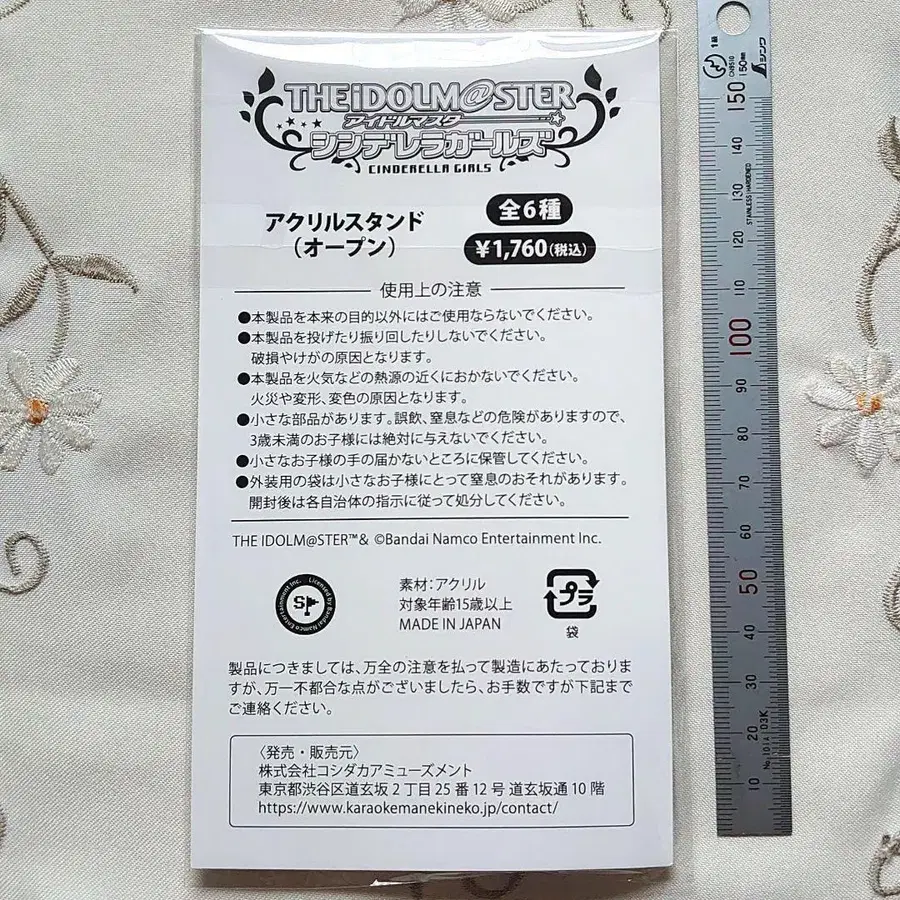 THE iDOLM@STER
アイドルマスター
シンデレラガールズ
CINDERELLA GIRLS
アクリルスタンド
（オープン）
全6種
¥1,760(税込)
使用上の注意
●本製品を本来の目的以外にはご使用ならないでください。
●本製品を投げたり振り回したりしないでください。
破損やけがの原因となります。
●本製品を火気などの熱源の近くにおかないでください。
火災や変形、変色の原因となります。
●小さな部品があります。誤飲、窒息などの危険がありますので、
3歳未満のお子様には絶対に与えないでください。
●小さなお子様の手の届かないところに保管してください。
●外装用の袋は小さなお子様にとって窒息のおそれがあります。
開封後は各自治体の指示に従って処分してください。
THE IDOLM@STER™& ©Bandai Namco Entertainment Inc.
Licensed by Bandai Namco Entertainment Inc.
S
素材：アクリル
対象年齢15歳以上
MADE IN JAPAN
プラ
袋
製品につきましては、万全の注意を払って製造にあたっておりま
すが、万一不都合な点がございましたら、お手数ですが下記まで
ご連絡ください。
〈発売・販売元〉
株式会社コシダカアミューズメント
東京都渋谷区道玄坂2丁目25番12号 道玄坂通10階
https://www.karaokemanekineko.jp/contact/
1級
150mm
シンワ
150
140
130
STAINLESS HARDENED
120
110
100
90
80
70
60
50
40
30
20
10